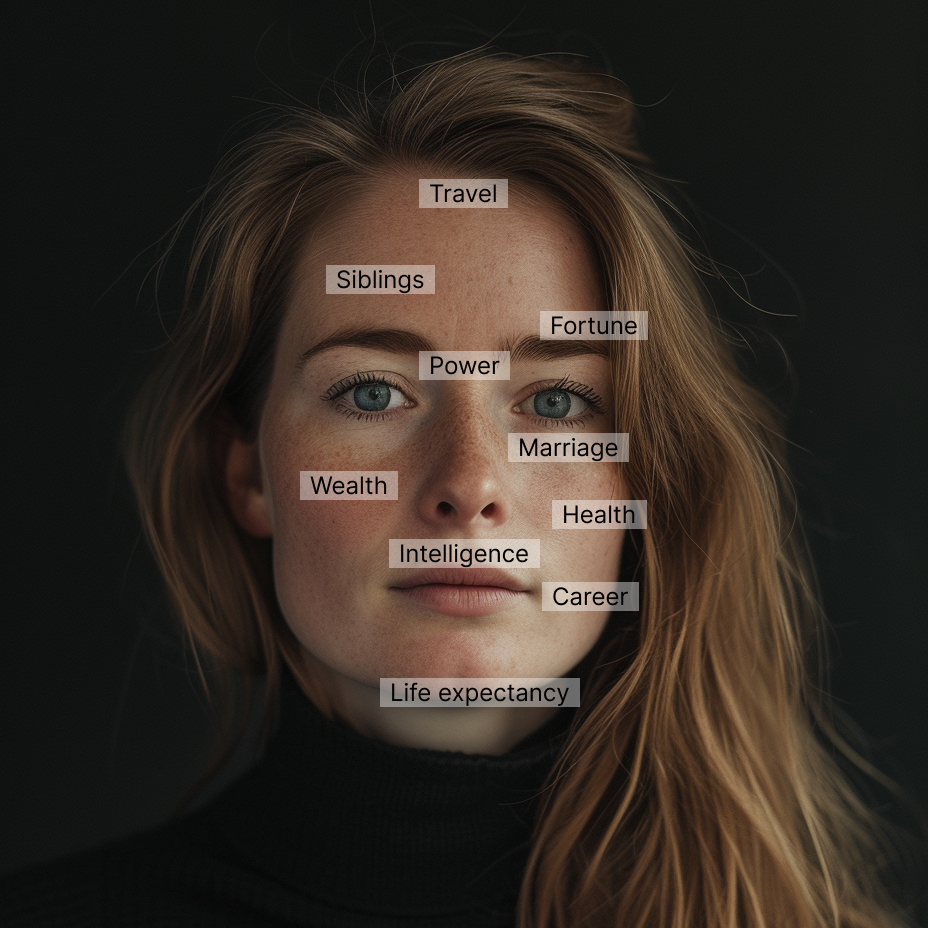 Travel
Siblings
Fortune
Power
Marriage
Wealth
Health
Intelligence
Career
Life expectancy